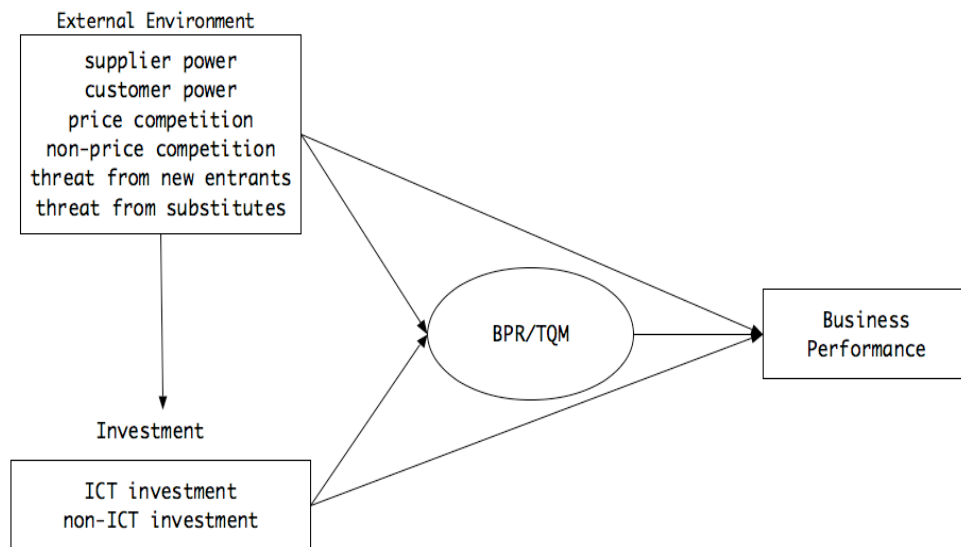 External Environment
supplier power
customer power
price competition
non-price competition
threat from new entrants
threat from substitutes
BPR/TQM
Business
Performance
Investment
ICT investment
non-ICT investment